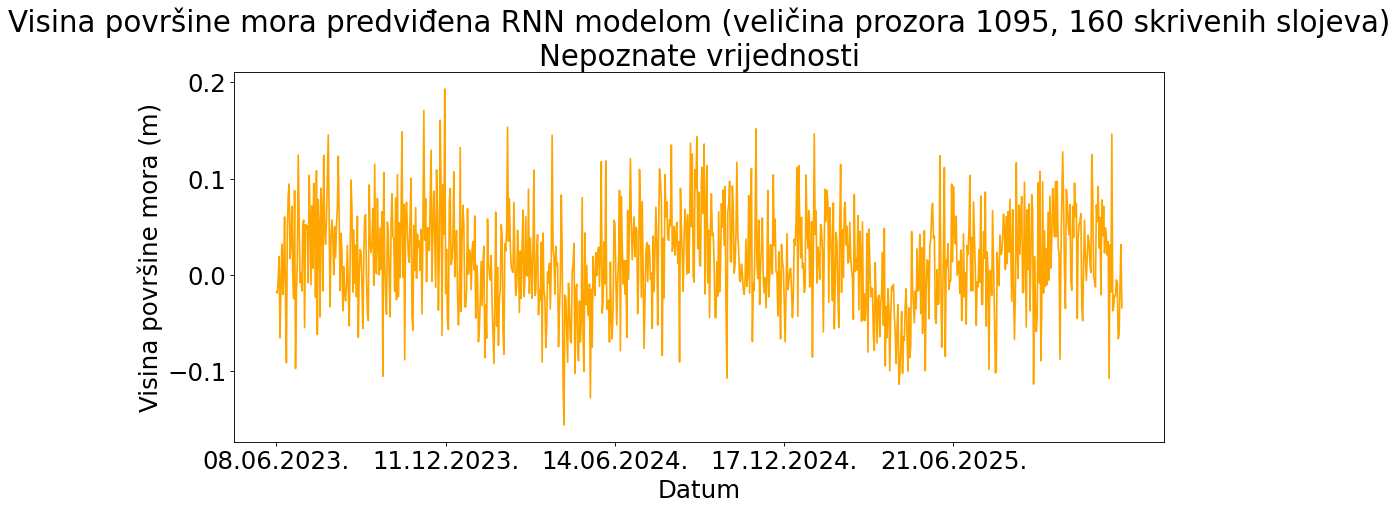 Visina površine mora predviđena RNN modelom (veličina prozora 1095, 160 skrivenih slojeva)
Nepoznate vrijednosti
Visina površine mora (m)
0.2
0.1
0.0
−0.1
08.06.2023. 11.12.2023. 14.06.2024. 17.12.2024. 21.06.2025.
Datum